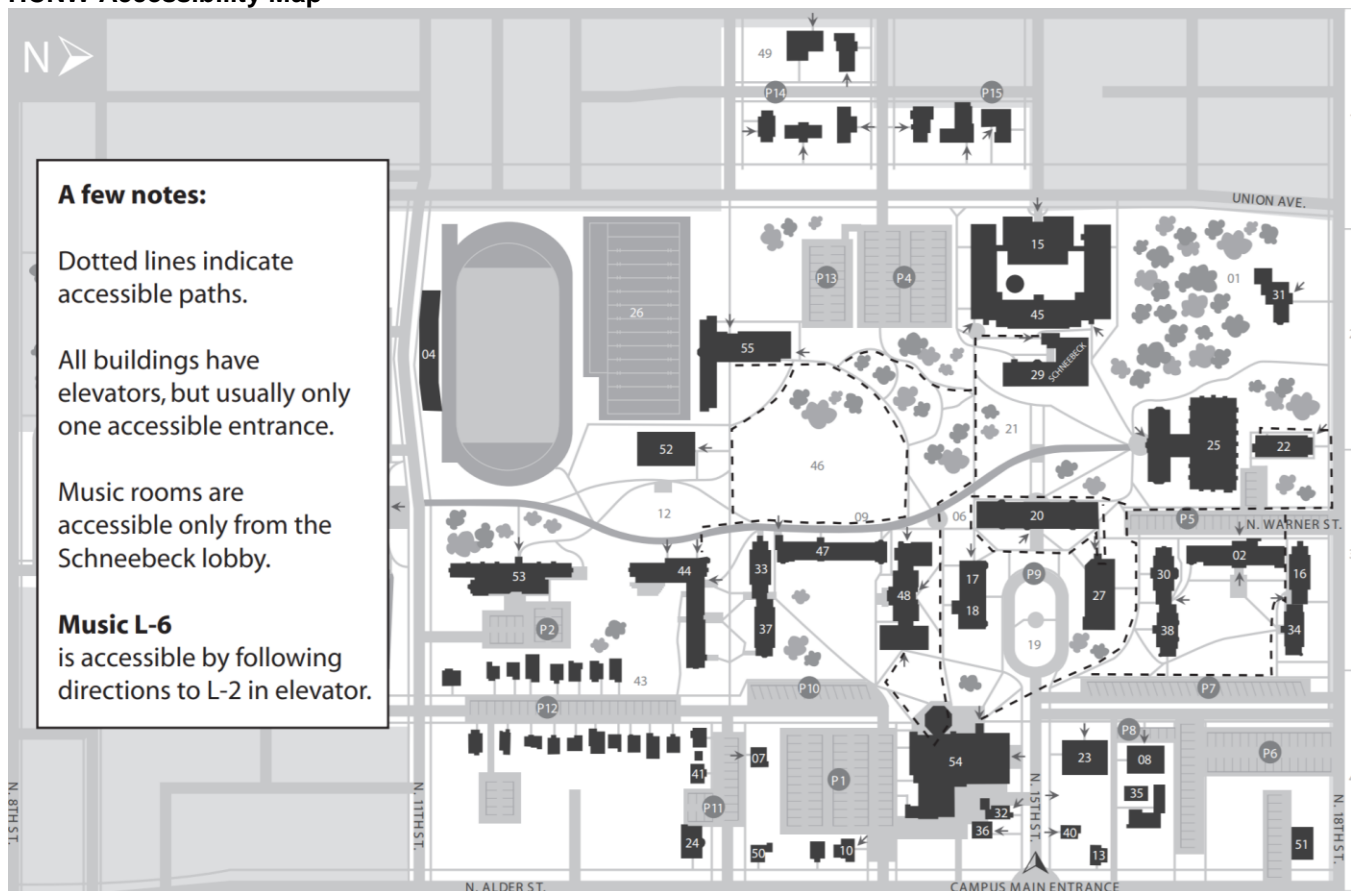 HSNW Accessibility Map
N
49
P14
P15
A few notes:
Dotted lines indicate
accessible paths.
All buildings have
elevators, but usually only
one accessible entrance.
Music rooms are
accessible only from the
Schneebeck lobby.
Music L-6
is accessible by following
directions to L-2 in elevator.
UNION AVE.
15
P13
P4
01
31
26
45
04
55
29
SCHNEEBECK
21
52
25
22
46
12
09
06
20
P5
N. WARNER ST.
47
02
53
44
33
17
P9
30
16
48
27
18
P2
37
38
34
19
43
P10
P7
P12
P8
07
54
23
08
P6
41
P1
P11
35
32
24
36
40
50
10
13
51
N. 8TH ST.
N. 11TH ST.
N. 15TH ST.
N. 18TH ST.
N. ALDER ST.
CAMPUS MAIN ENTRANCE